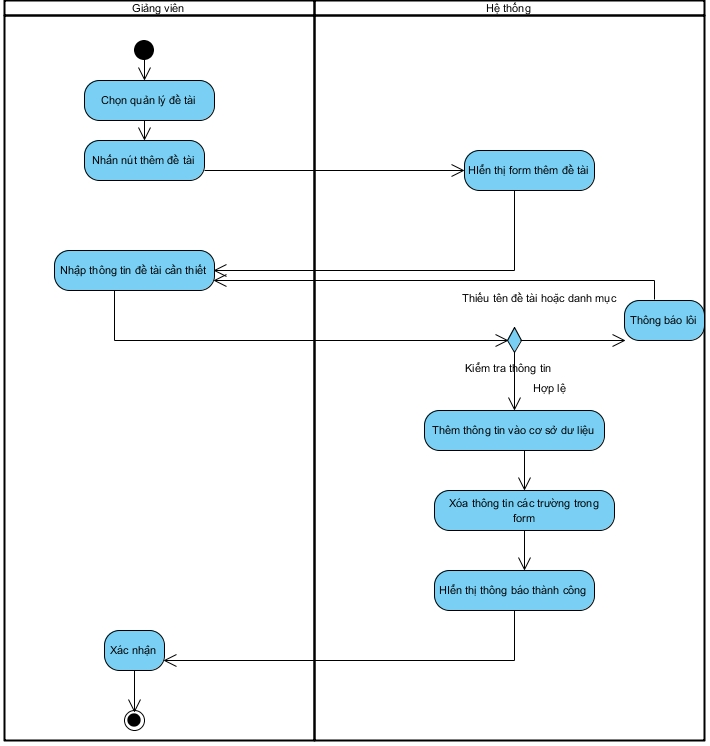 Giảng viên
Hệ thống
Chọn quản lý đề tài
Nhấn nút thêm đề tài
HIển thị form thêm đề tài
Nhập thông tin đề tài cần thiết
Thiếu tên đề tài hoặc danh mục
Thông báo lôi
Kiểm tra thông tin
Hợp lệ
Thêm thông tin vào cơ sở dư liệu
Xóa thông tin các trường trong
form
HIển thị thông báo thành công
Xác nhận